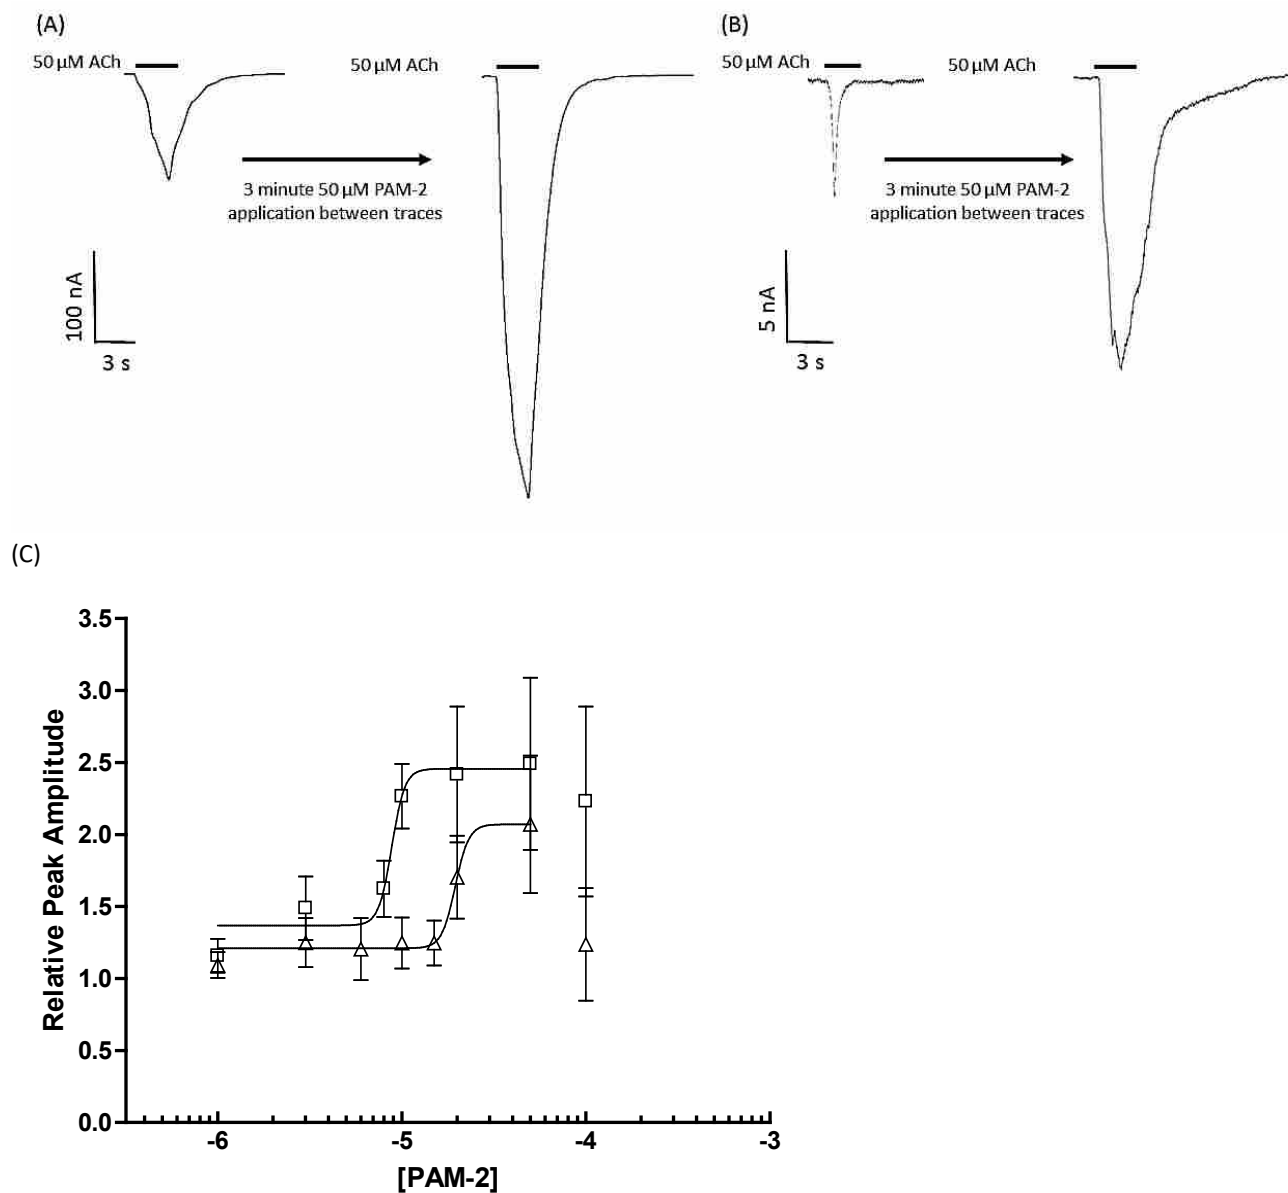 (A)
50 µM ACh
50 µM ACh
3 minute 50 µM PAM-2
application between traces
100 nA
3 s
(B)
50 µM ACh
50 µM ACh
3 minute 50 µM PAM-2
application between traces
5 nA
3 s
(C)
Relative Peak Amplitude
3.5
3.0
2.5
2.0
1.5
1.0
0.5
0.0
-6
-5
-4
-3
[PAM-2]